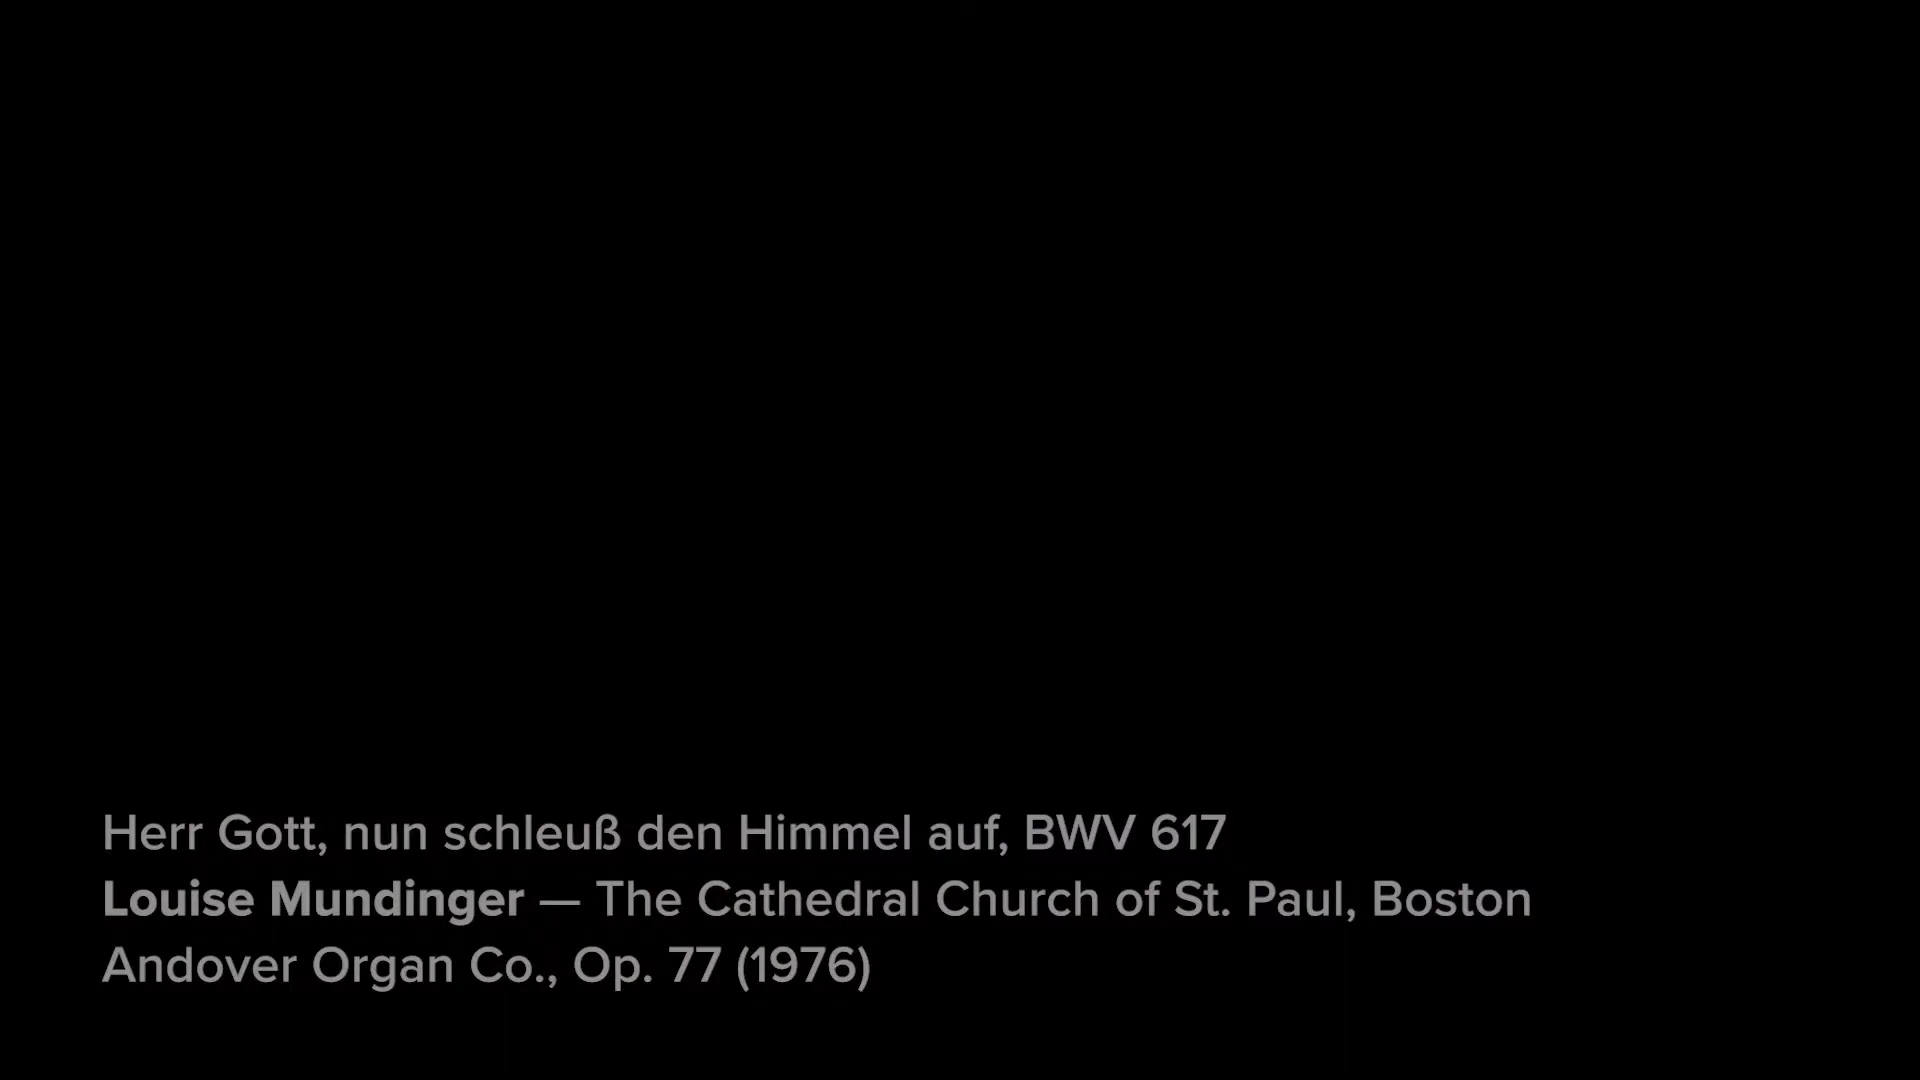 Herr Gott, nun schleuß den Himmel auf, BWV 617
Louise Mundinger — The Cathedral Church of St. Paul, Boston
Andover Organ Co., Op. 77 (1976)